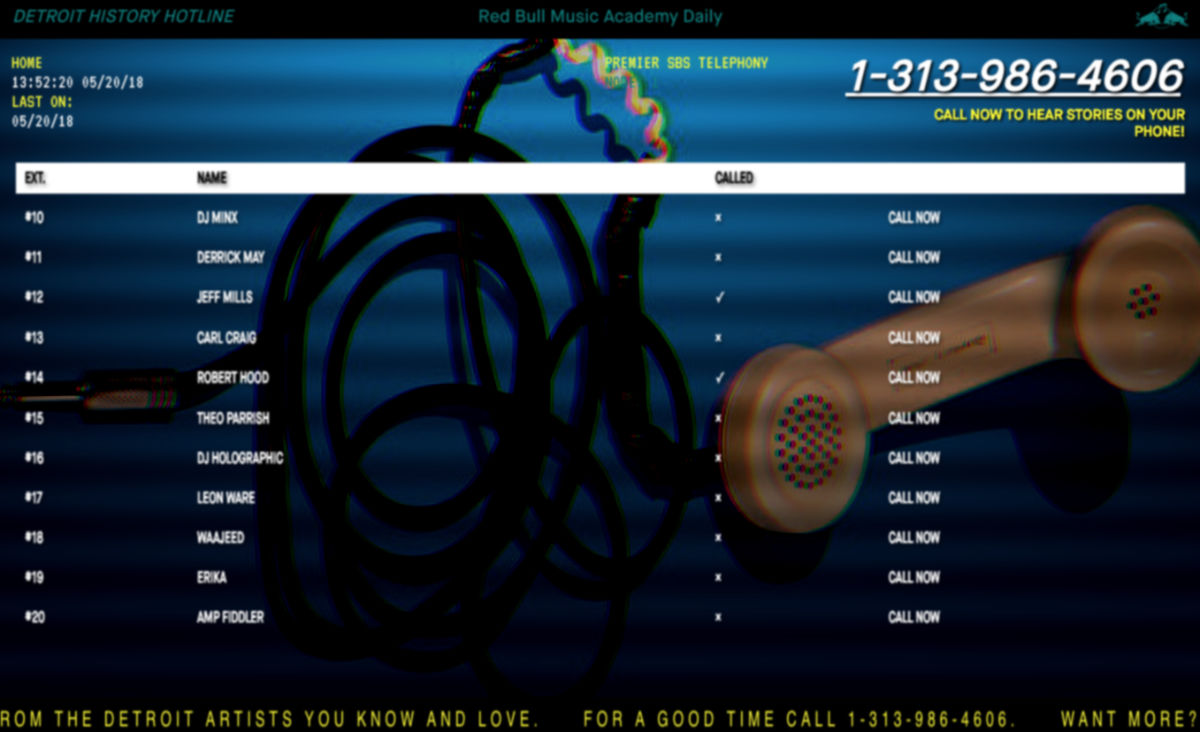 DETROIT HISTORY HOTLINE
Red Bull Music Academy Daily
HOME
13:52:20 05/20/18
LAST ON:
05/20/18
PREMIER SBS TELEPHONY
1-313-986-4606
CALL NOW TO HEAR STORIES ON YOUR
PHONE!
EXT. NAME CALLED
#10 DJ MINX x CALL NOW
#11 DERRICK MAY x CALL NOW
#12 JEFF MILLS ✓ CALL NOW
#13 CARL CRAIG x CALL NOW
#14 ROBERT HOOD ✓ CALL NOW
#15 THEO PARRISH x CALL NOW
#16 DJ HOLOGRAPHIC x CALL NOW
#17 LEON WARE x CALL NOW
#18 WAAJEED x CALL NOW
#19 ERIKA x CALL NOW
#20 AMP FIDDLER x CALL NOW
ROM THE DETROIT ARTISTS YOU KNOW AND LOVE. FOR A GOOD TIME CALL 1-313-986-4606. WANT MORE?